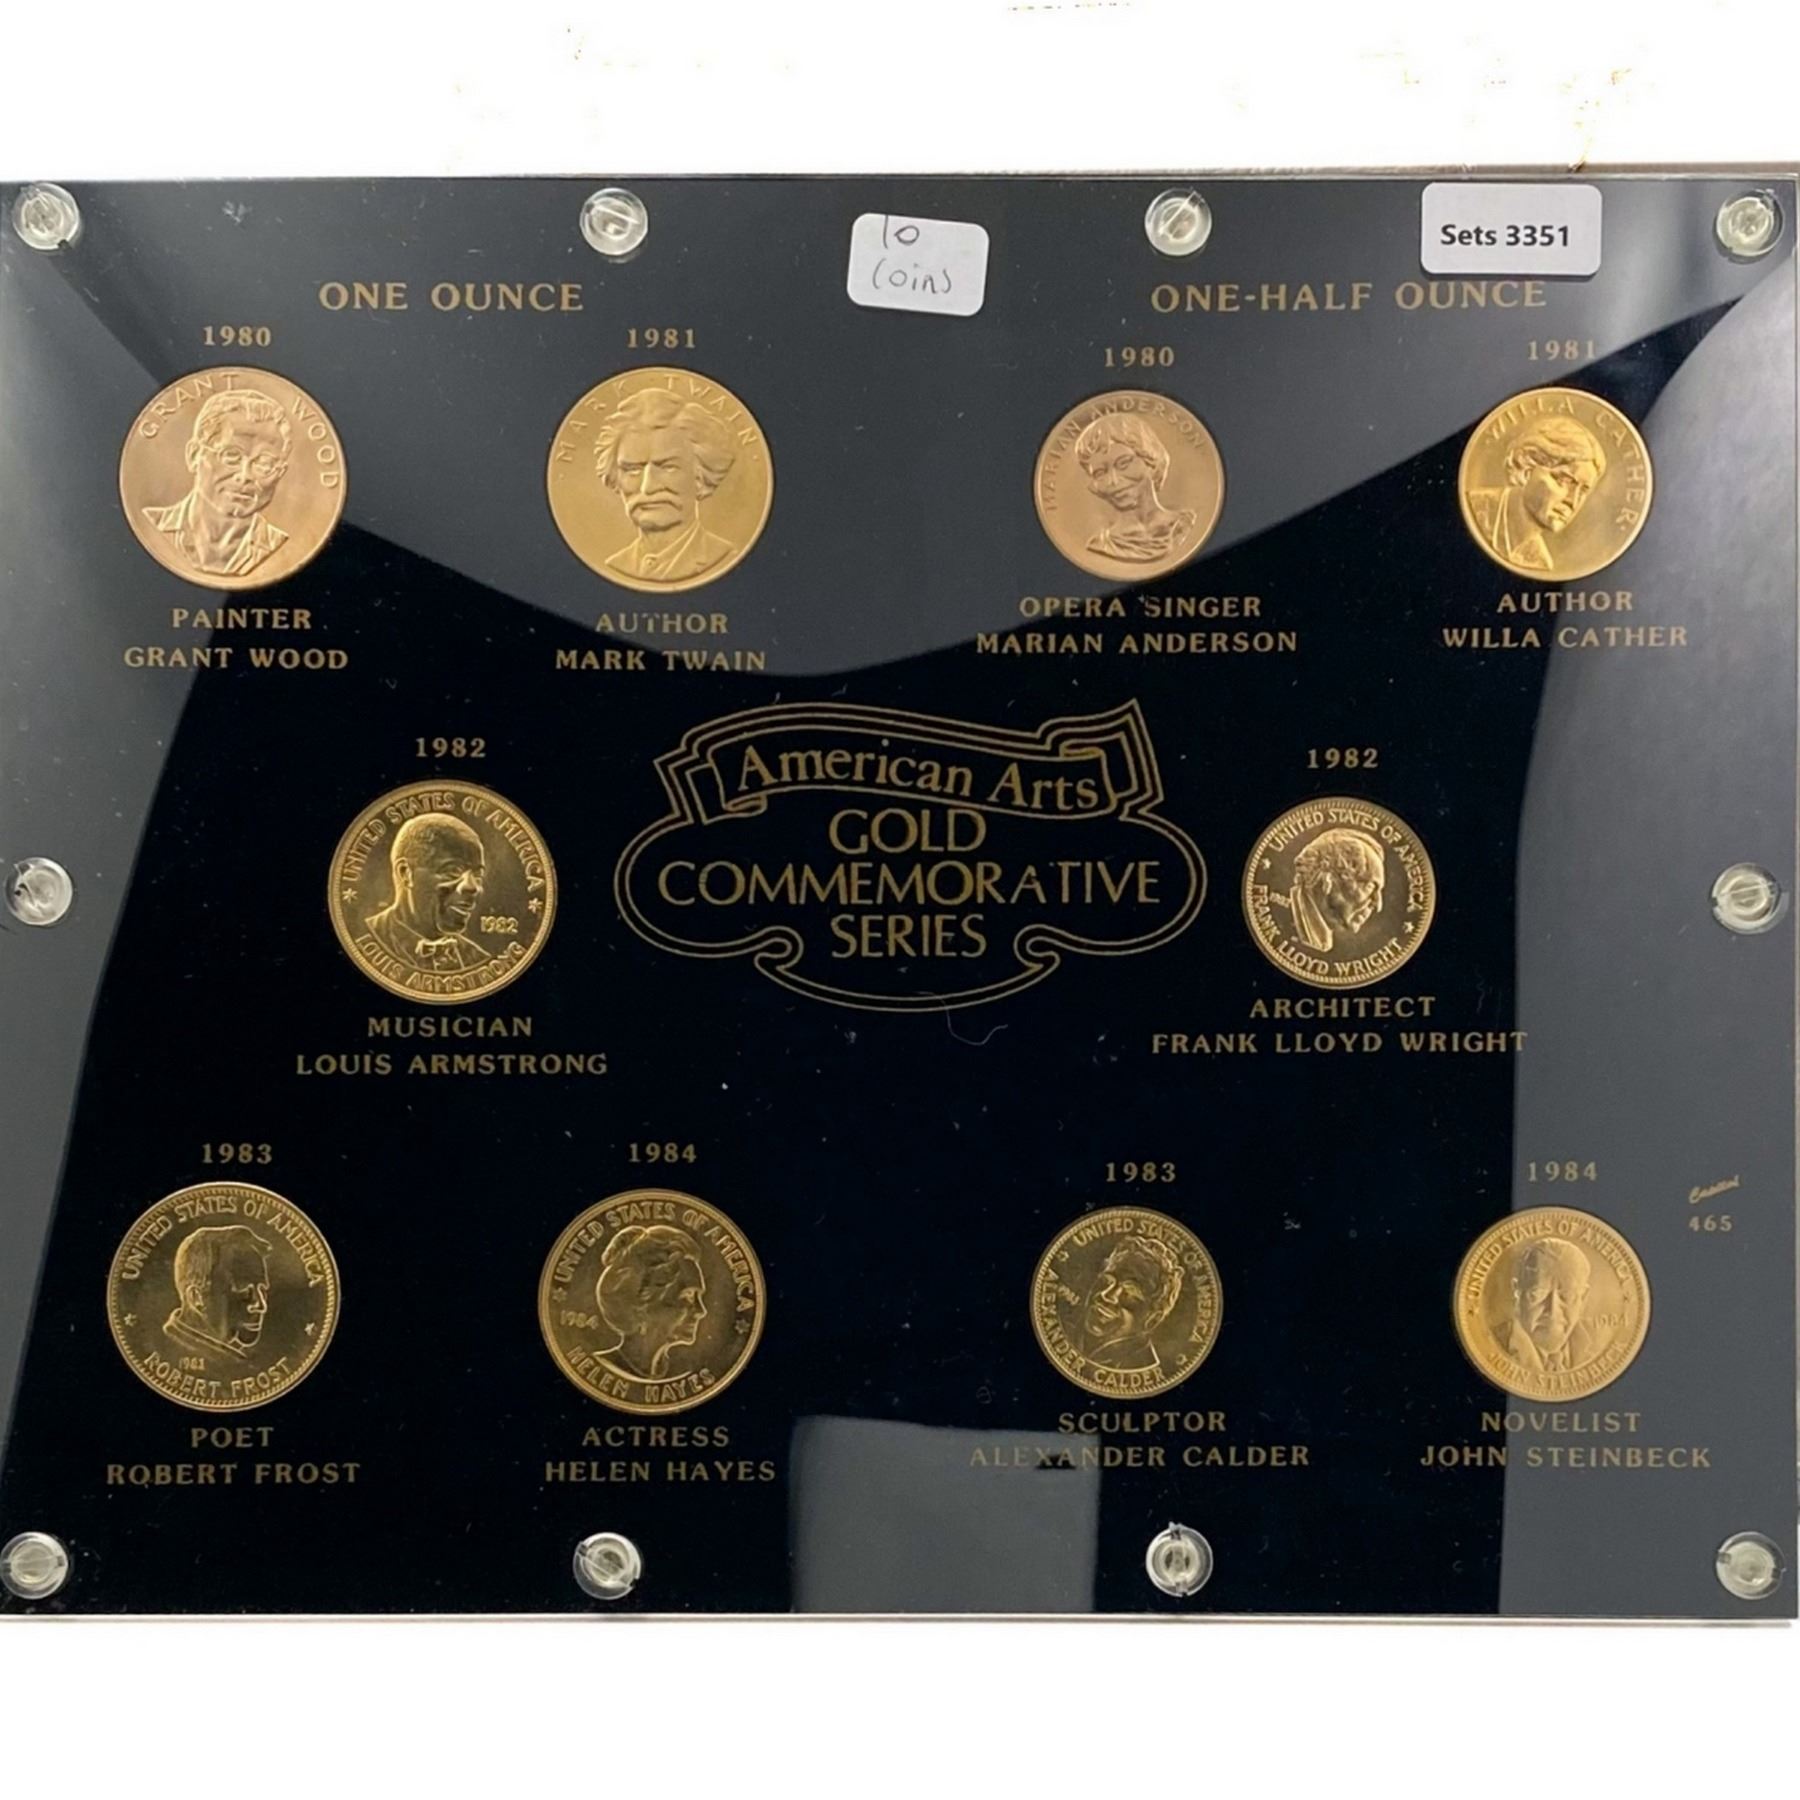 10
Coins
Sets 3351
ONE OUNCE
ONE-HALF OUNCE
1980
GRANT WOOD
PAINTER
GRANT WOOD
1981
MARK TWAIN
AUTHOR
MARK TWAIN
1980
MARIAN ANDERSON
OPERA SINGER
MARIAN ANDERSON
1981
WILLA CATHER
AUTHOR
WILLA CATHER
1982
UNITED STATES OF AMERICA
1982
LOUIS ARMSTRONG
MUSICIAN
LOUIS ARMSTRONG
American Arts
GOLD
COMMEMORATIVE
SERIES
1982
UNITED STATES OF AMERICA
1982
FRANK LLOYD WRIGHT
ARCHITECT
FRANK LLOYD WRIGHT
1983
UNITED STATES OF AMERICA
1983
ROBERT FROST
POET
ROBERT FROST
1984
UNITED STATES OF AMERICA
1984
HELEN HAYES
ACTRESS
HELEN HAYES
1983
UNITED STATES OF AMERICA
1983
ALEXANDER CALDER
SCULPTOR
ALEXANDER CALDER
1984
UNITED STATES OF AMERICA
1984
JOHN STEINBECK
NOVELIST
JOHN STEINBECK
Capital
465